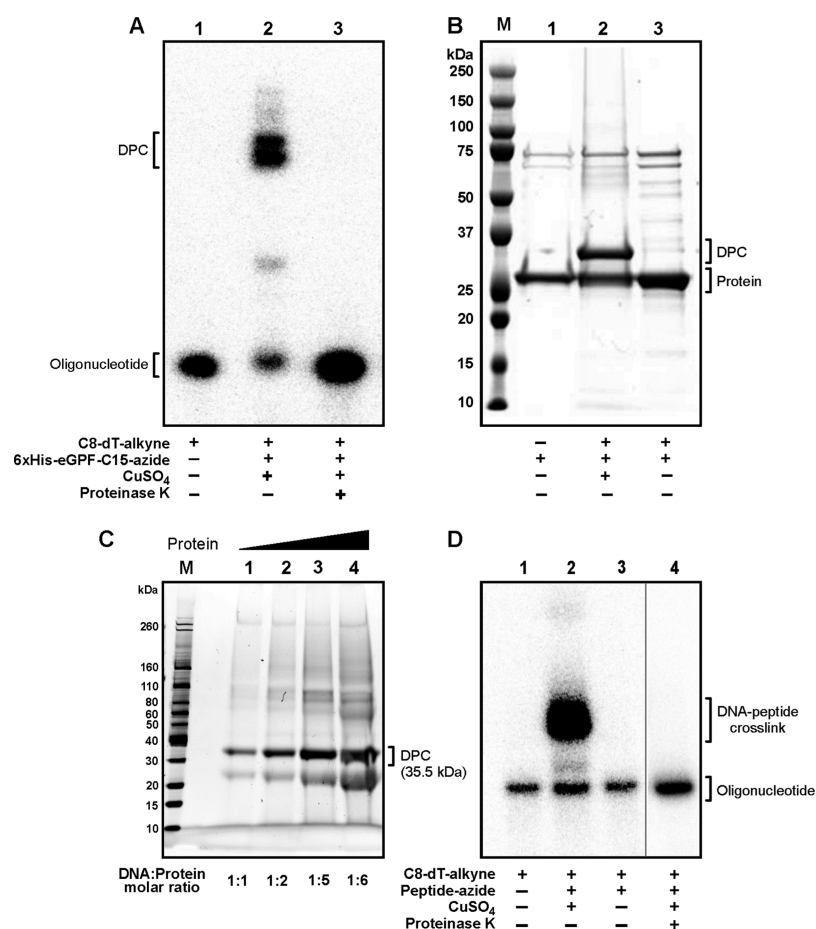 A
1 2 3
DPC
Oligonucleotide
C8-dT-alkyne + + +
6xHis-eGPF-C15-azide – + +
CuSO4 – + +
Proteinase K – – +
B
M 1 2 3
kDa
250
150
100
75
50
37
25
20
15
10
DPC
Protein
– + +
+ + +
– + –
– – –
C
Protein
M 1 2 3 4
kDa
260
160
110
80
60
50
40
30
20
15
10
DPC
(35.5 kDa)
DNA:Protein
molar ratio
1:1 1:2 1:5 1:6
D
1 2 3 4
DNA-peptide
crosslink
Oligonucleotide
C8-dT-alkyne + + + +
Peptide-azide – + + +
CuSO4 – + – +
Proteinase K – – – +